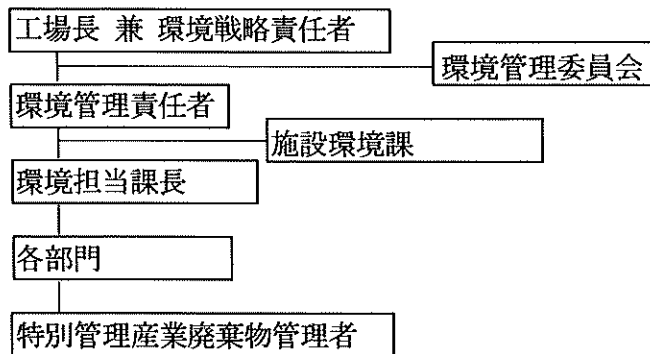 工場長 兼 環境戦略責任者
環境管理委員会
環境管理責任者
施設環境課
環境担当課長
各部門
特別管理産業廃棄物管理者